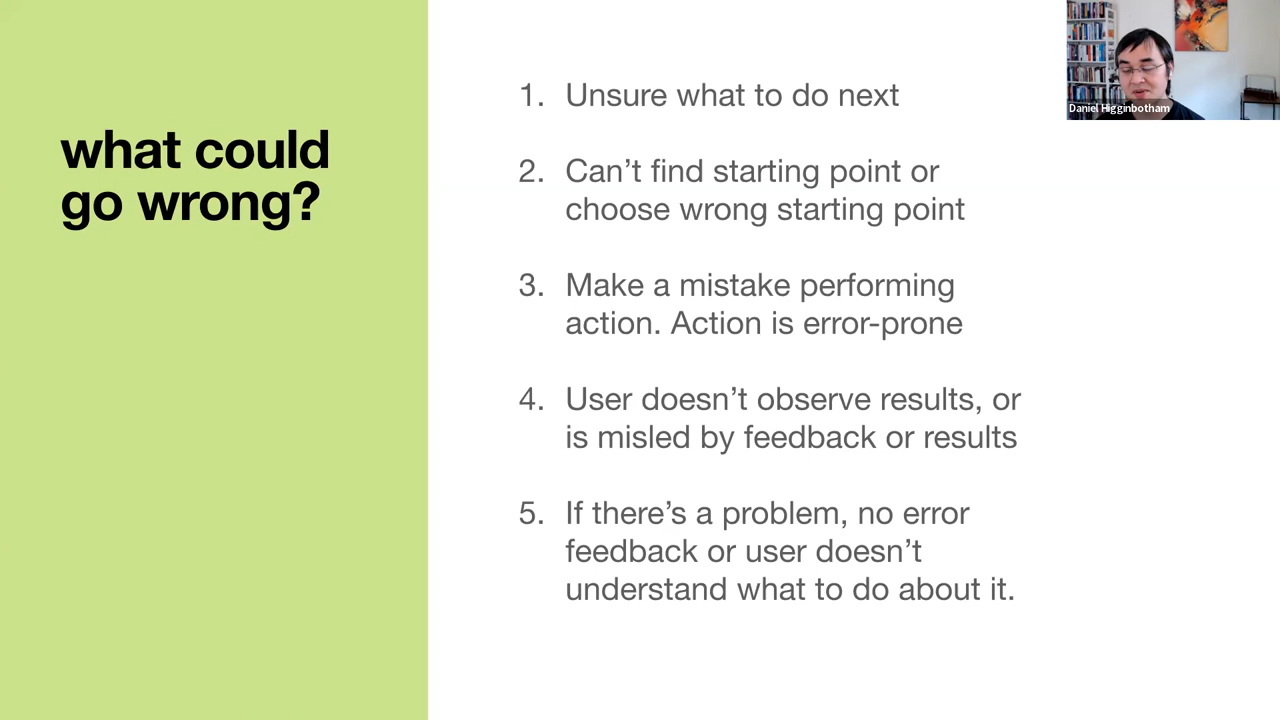 what could
go wrong?
1. Unsure what to do next
2. Can’t find starting point or
choose wrong starting point
3. Make a mistake performing
action. Action is error-prone
4. User doesn’t observe results, or
is misled by feedback or results
5. If there’s a problem, no error
feedback or user doesn’t
understand what to do about it.
Daniel Higginbotham